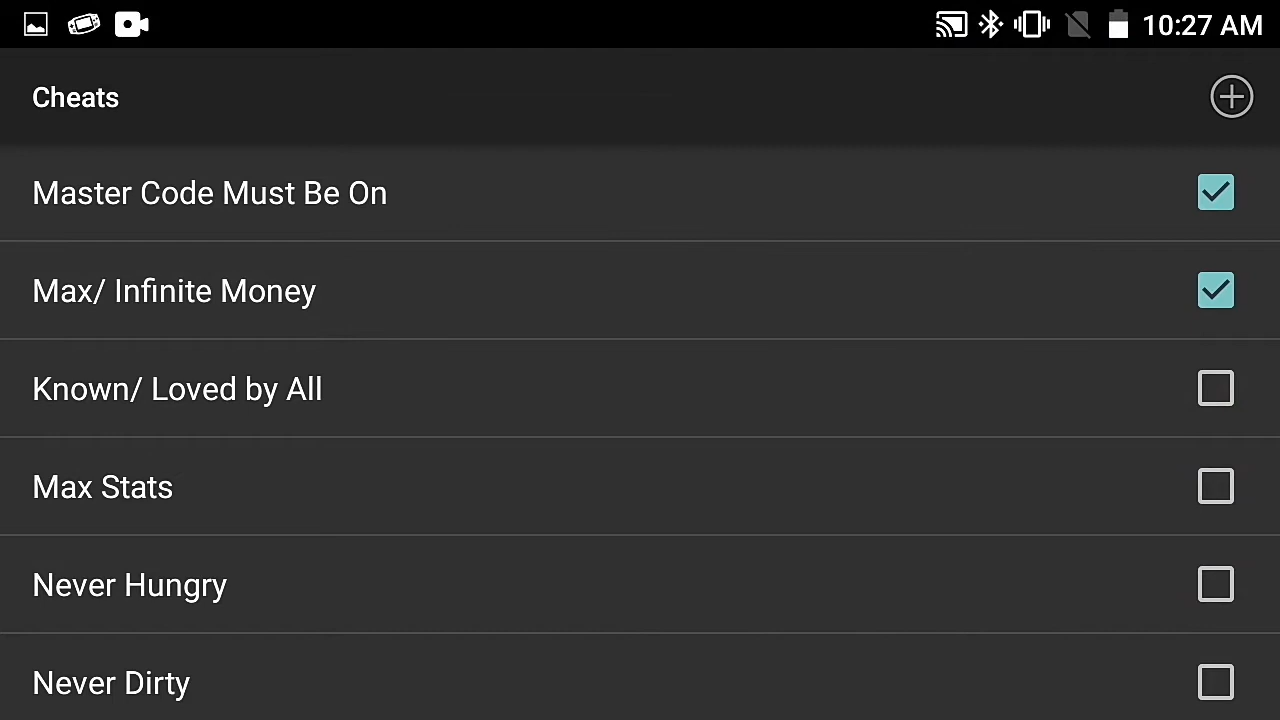 10:27 AM
Cheats
Master Code Must Be On
Max/ Infinite Money
Known/ Loved by All
Max Stats
Never Hungry
Never Dirty